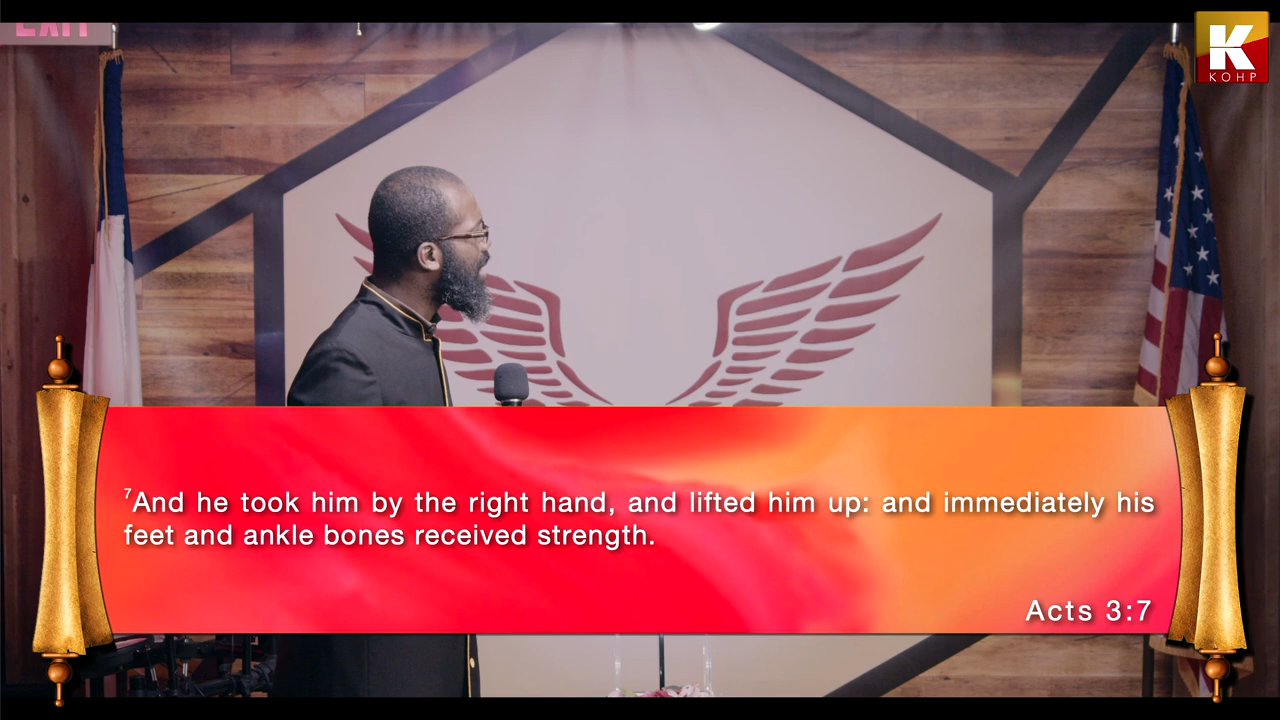 EXIT
K
KOHP
7And he took him by the right hand, and lifted him up: and immediately his
feet and ankle bones received strength.
Acts 3:7